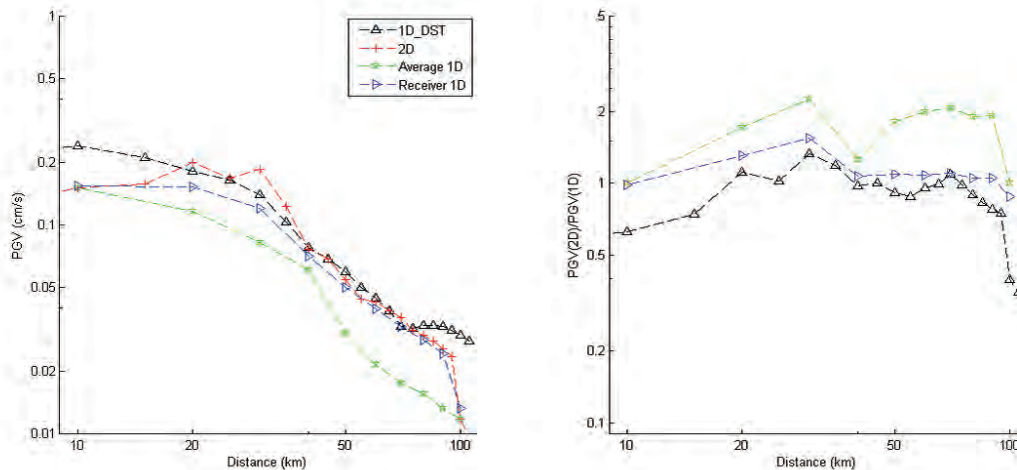 1
0.5
0.2
0.1
0.05
0.02
0.01
PGV (cm/s)
10
20
50
100
Distance (km)
1D_DST
2D
Average 1D
Receiver 1D
5
2
1
0.5
0.2
0.1
PGV(2D)/PGV(1D)
10
20
50
100
Distance (km)